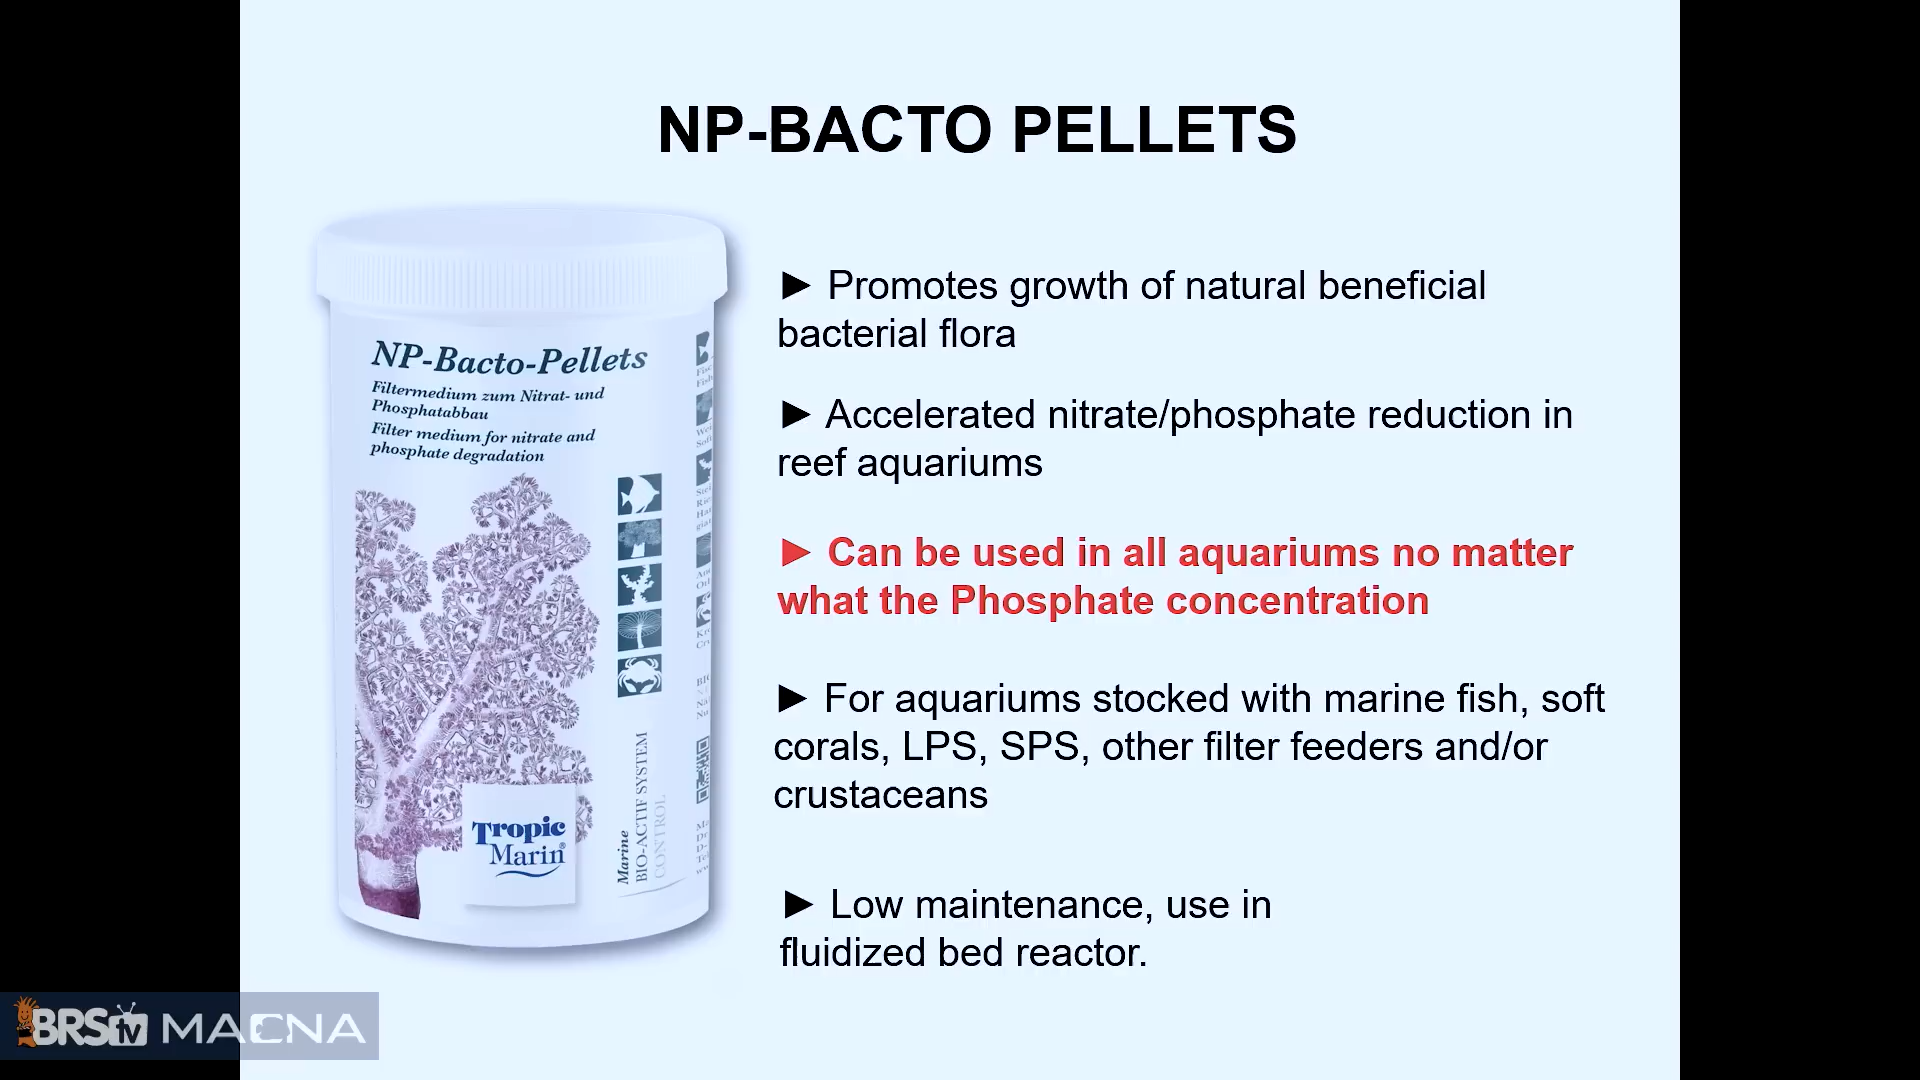 NP-BACTO PELLETS
► Promotes growth of natural beneficial
bacterial flora
► Accelerated nitrate/phosphate reduction in
reef aquariums
► Can be used in all aquariums no matter
what the Phosphate concentration
► For aquariums stocked with marine fish, soft
corals, LPS, SPS, other filter feeders and/or
crustaceans
► Low maintenance, use in
fluidized bed reactor.
NP-Bacto-Pellets
Filtermedium zum Nitrat- und
Phosphatabbau
Filter medium for nitrate and
phosphate degradation
Tropic
Marin®
Marine
BIO-ACTIF SYSTEM
CONTROL
BRStv MACNA